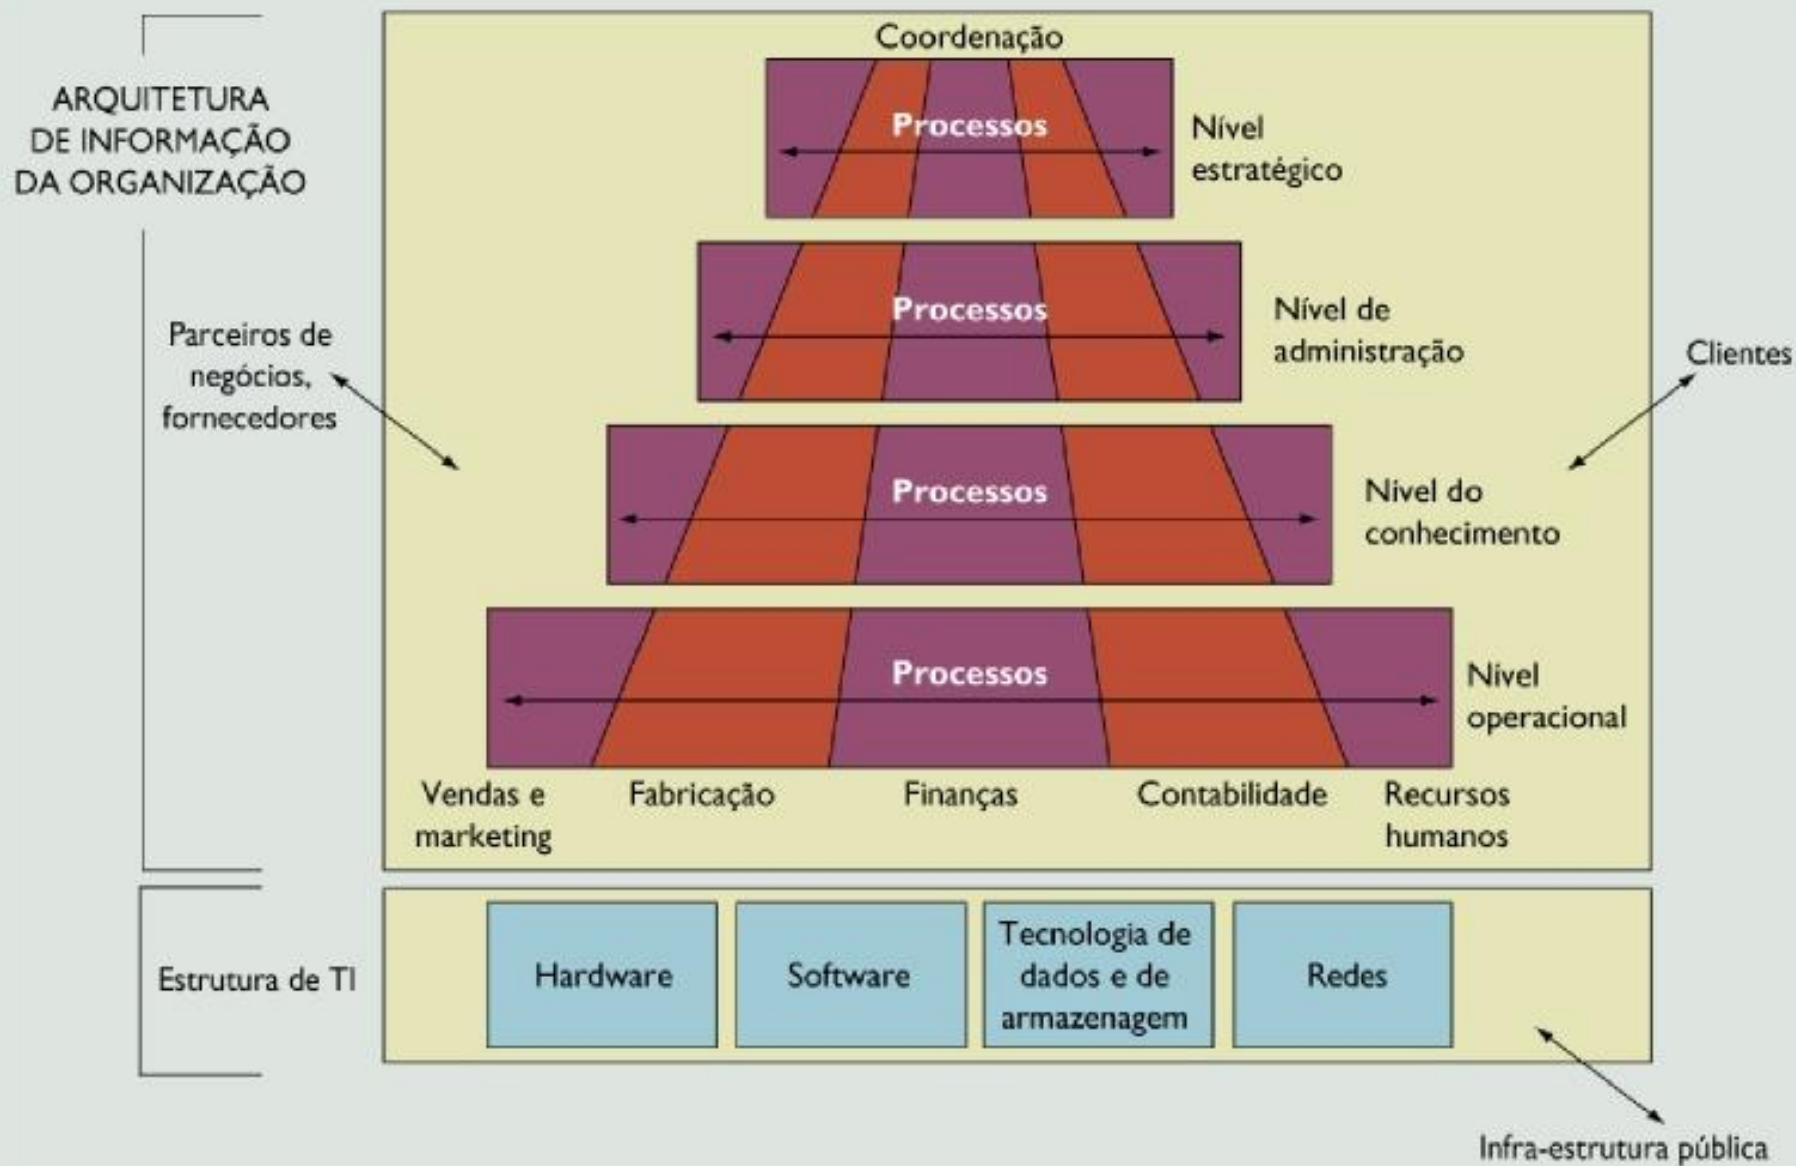 ARQUITETURA
DE INFORMAÇÃO
DA ORGANIZAÇÃO
Coordenação
Processos
Nível
estratégico
Processos
Nível de
administração
Parceiros de
negócios,
fornecedores
Clientes
Processos
Nivel do
conhecimento
Processos
Nivel
operacional
Vendas e
marketing
Fabricação
Finanças
Contabilidade
Recursos
humanos
Estrutura de TI
Hardware
Software
Tecnologia de
dados e de
armazenagem
Redes
Infra-estrutura pública